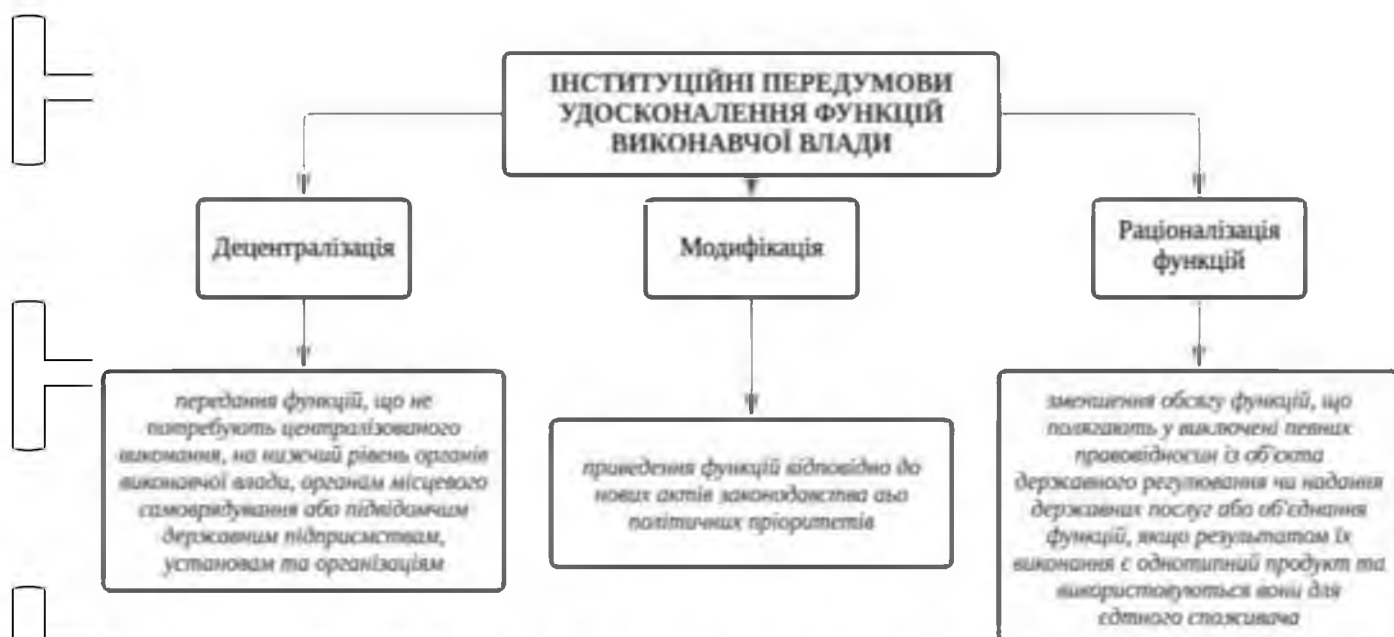 ІНСТИТУЦІЙНІ ПЕРЕДУМОВИ
УДОСКОНАЛЕННЯ ФУНКЦІЙ
ВИКОНАВЧОЇ ВЛАДИ
Децентралізація
Модифікація
Раціоналізація
функцій
передання функцій, що не
потребують централізованого
виконання, на нижчий рівень органів
виконавчої влади, органам місцевого
самоврядування або підвідомчим
державним підприємствам,
установам та організаціям
приведення функцій відповідно до
нових актів законодавства або
політичних пріоритетів
зменшення обсягу функцій, що
полягають у виключені певних
правовідносин із об'єкта
державного регулювання чи надання
державних послуг або об'єднання
функцій, якщо результатом їх
виконання є однотипний продукт та
використовуються вони для
єдиного споживача